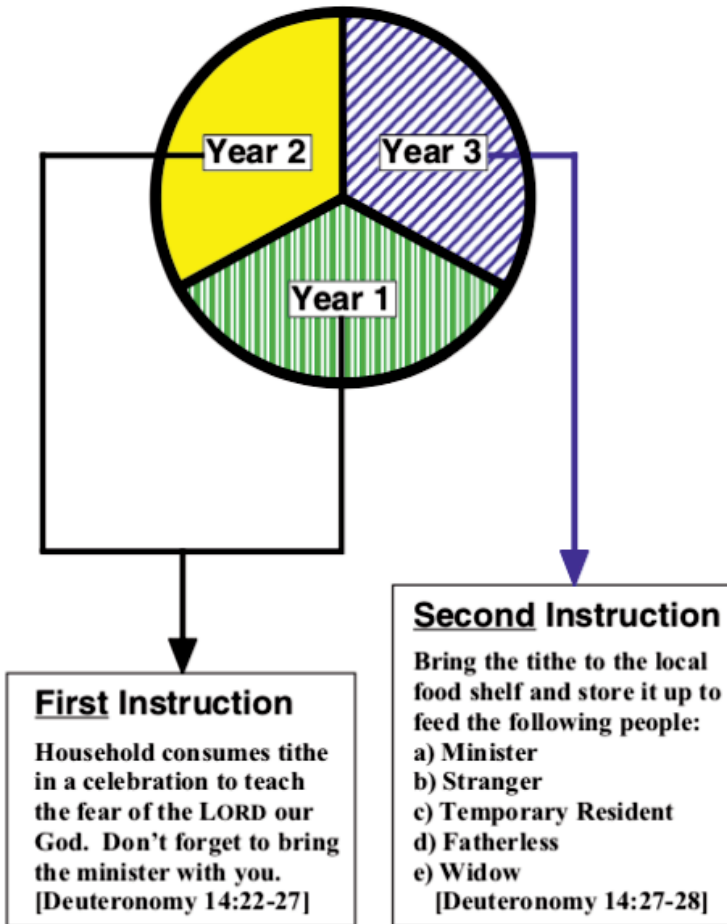 Year 2
Year 3
Year 1
First Instruction
Household consumes tithe
in a celebration to teach
the fear of the LORD our
God. Don't forget to bring
the minister with you.
[Deuteronomy 14:22-27]
Second Instruction
Bring the tithe to the local
food shelf and store it up to
feed the following people:
a) Minister
b) Stranger
c) Temporary Resident
d) Fatherless
e) Widow
[Deuteronomy 14:27-28]